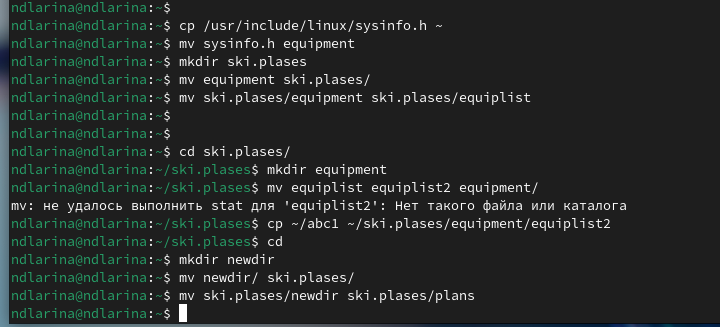 ndlarina@ndlarina:~$
ndlarina@ndlarina:~$ cp /usr/include/linux/sysinfo.h ~
ndlarina@ndlarina:~$ mv sysinfo.h equipment
ndlarina@ndlarina:~$ mkdir ski.plases
ndlarina@ndlarina:~$ mv equipment ski.plases/
ndlarina@ndlarina:~$ mv ski.plases/equipment ski.plases/equiplist
ndlarina@ndlarina:~$
ndlarina@ndlarina:~$
ndlarina@ndlarina:~$ cd ski.plases/
ndlarina@ndlarina:~/ski.plases$ mkdir equipment
ndlarina@ndlarina:~/ski.plases$ mv equiplist equiplist2 equipment/
mv: не удалось выполнить stat для 'equiplist2': Нет такого файла или каталога
ndlarina@ndlarina:~/ski.plases$ cp ~/abc1 ~/ski.plases/equipment/equiplist2
ndlarina@ndlarina:~/ski.plases$ cd
ndlarina@ndlarina:~$ mkdir newdir
ndlarina@ndlarina:~$ mv newdir/ ski.plases/
ndlarina@ndlarina:~$ mv ski.plases/newdir ski.plases/plans
ndlarina@ndlarina:~$